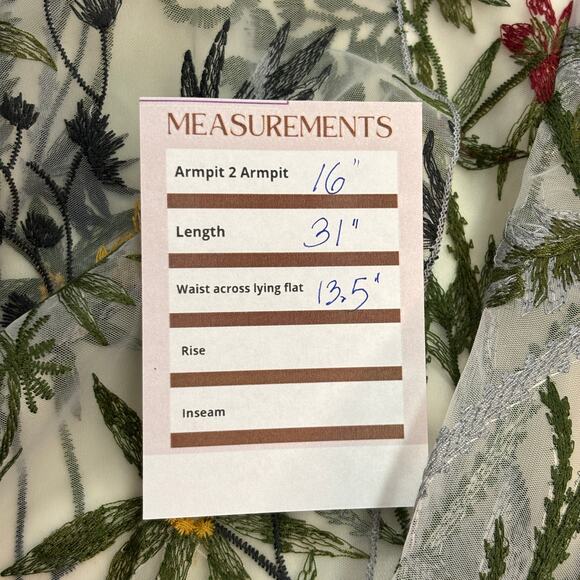 MEASUREMENTS
Armpit 2 Armpit 16"
Length 31"
Waist across lying flat 13.5"
Rise
Inseam